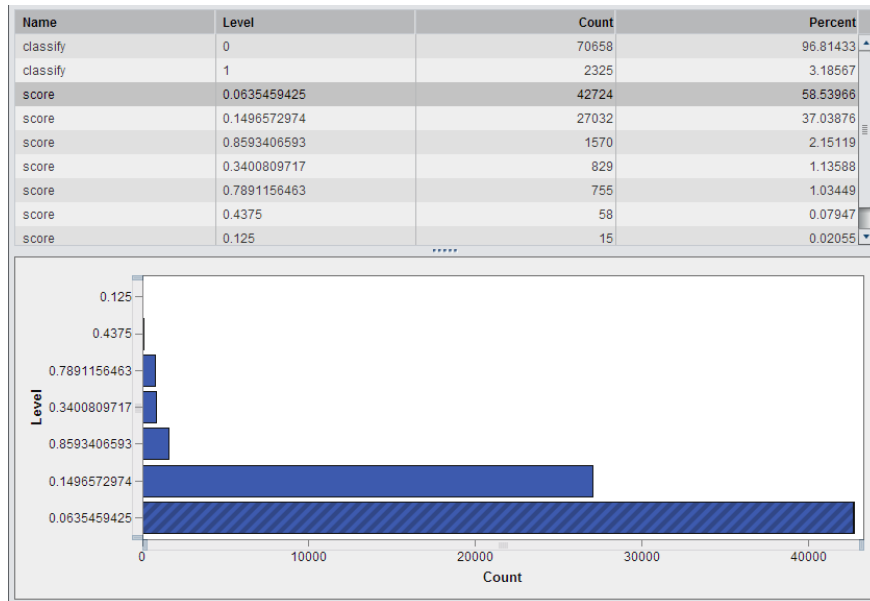 Name Level Count Percent
classify 0 70658 96.81433
classify 1 2325 3.18567
score 0.0635459425 42724 58.53966
score 0.1496572974 27032 37.03876
score 0.8593406593 1570 2.15119
score 0.3400809717 829 1.13588
score 0.7891156463 755 1.03449
score 0.4375 58 0.07947
score 0.125 15 0.02055
0.125
0.4375
0.7891156463
Level
0.3400809717
0.8593406593
0.1496572974
0.0635459425
0 10000 20000 30000 40000
Count